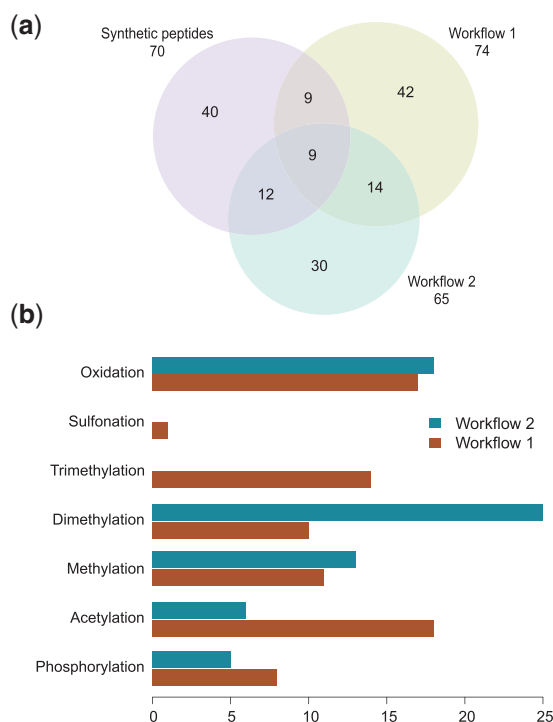 (a)
Synthetic peptides
70
Workflow 1
74
40
9
42
9
12
14
30
Workflow 2
65
(b)
Oxidation
Sulfonation
Workflow 2
Workflow 1
Trimethylation
Dimethylation
Methylation
Acetylation
Phosphorylation
0 5 10 15 20 25